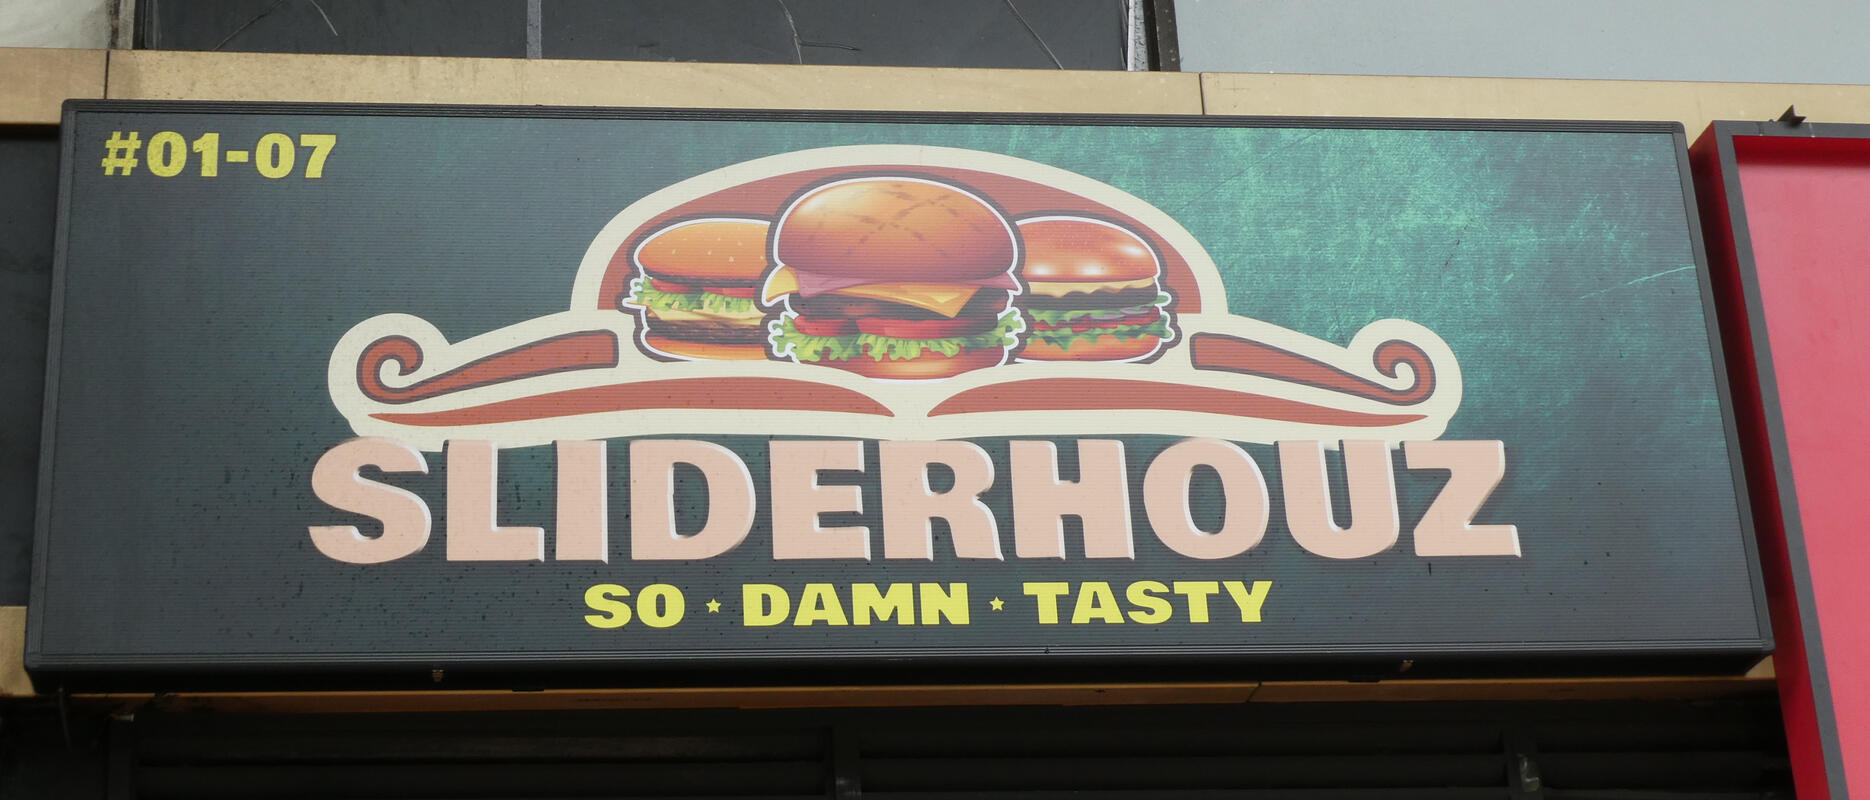 #01-07
SLIDERHOUZ
SO ★ DAMN ★ TASTY